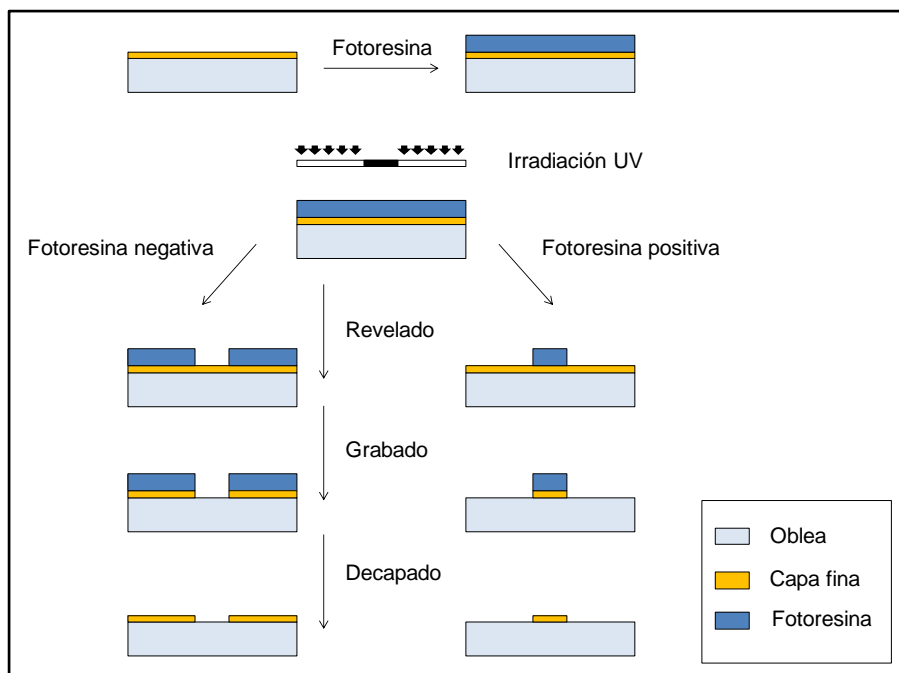 Fotoresina
Irradiación UV
Fotoresina negativa
Fotoresina positiva
Revelado
Grabado
Decapado
Oblea
Capa fina
Fotoresina